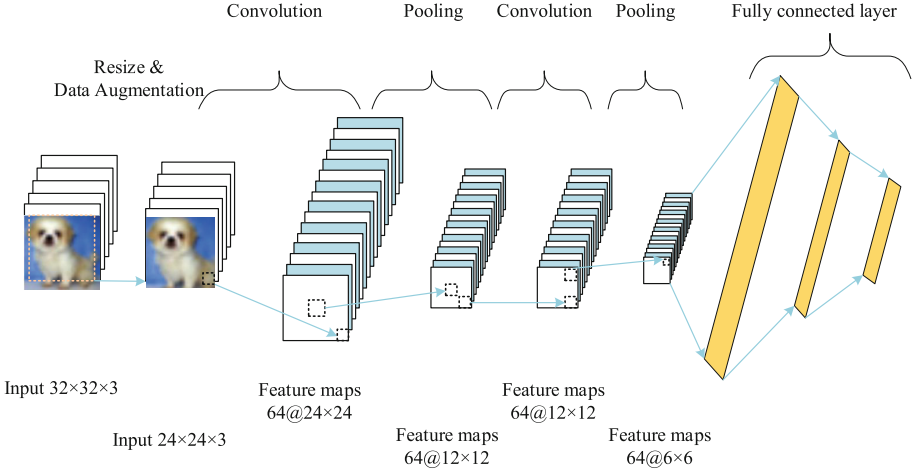 Convolution
Pooling
Convolution
Pooling
Fully connected layer
Resize &
Data Augmentation
Input 32×32×3
Input 24×24×3
Feature maps
64@24×24
Feature maps
64@12×12
Feature maps
64@12×12
Feature maps
64@6×6